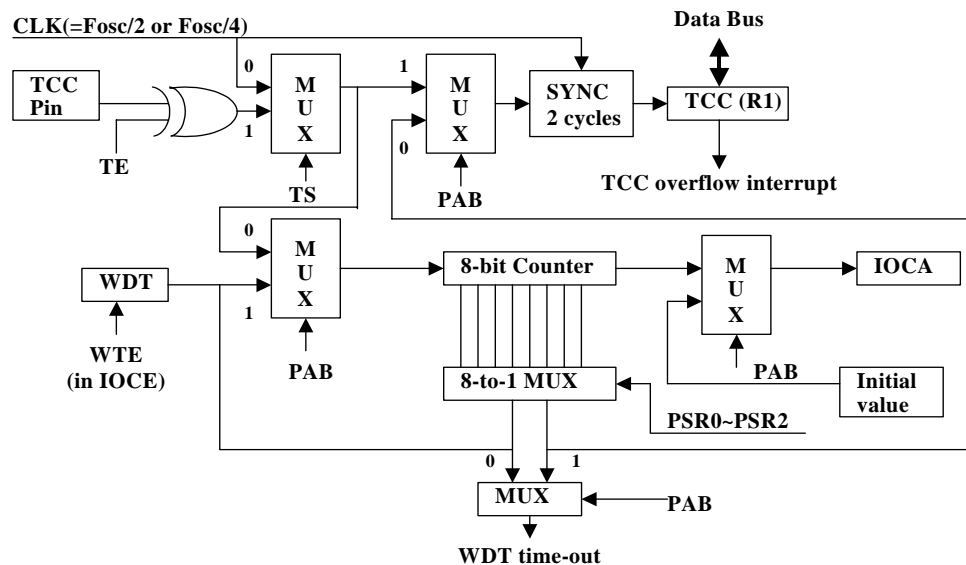 CLK(=Fosc/2 or Fosc/4)
Data Bus
TCC
Pin
TE
0
1
M
U
X
TS
1
0
M
U
X
PAB
SYNC
2 cycles
TCC (R1)
TCC overflow interrupt
WDT
WTE
(in IOCE)
0
1
M
U
X
PAB
8-bit Counter
8-to-1 MUX
M
U
X
PAB
IOCA
Initial
value
PSR0~PSR2
0
1
MUX
PAB
WDT time-out